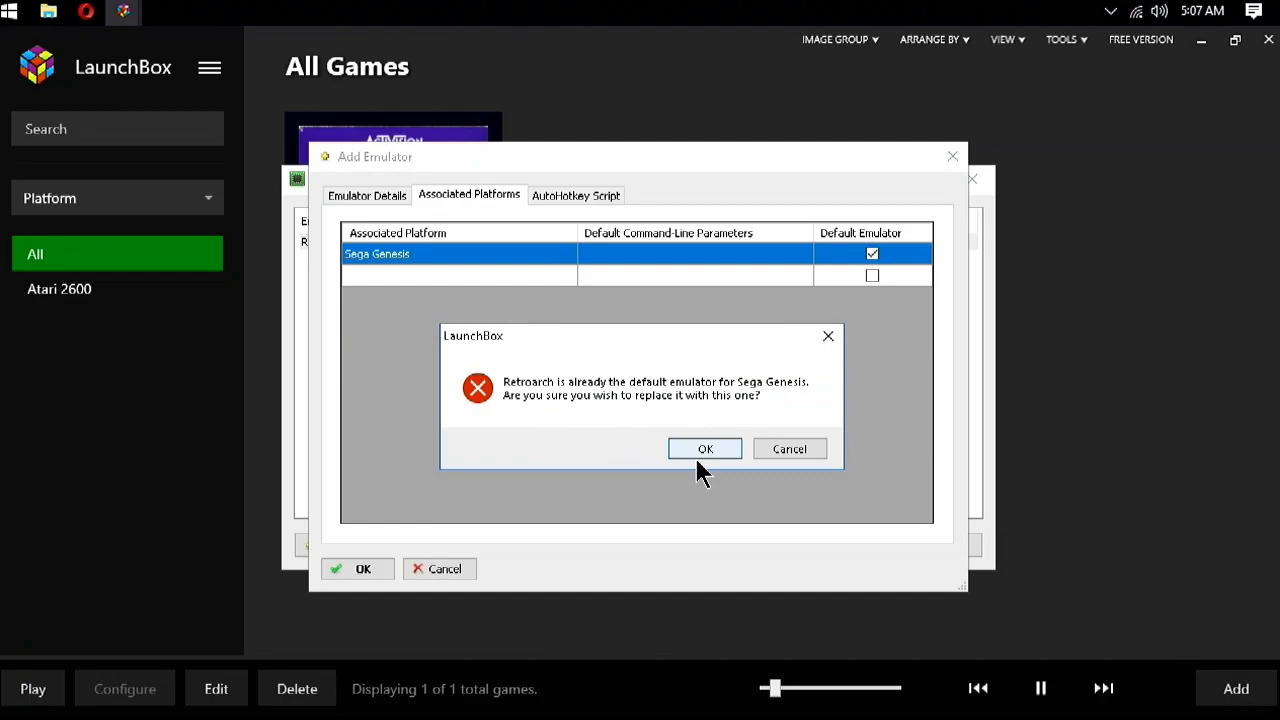 5:07 AM
LaunchBox
IMAGE GROUP
ARRANGE BY
VIEW
TOOLS
FREE VERSION
All Games
Search
Platform
All
Atari 2600
ACTIVISION
Add Emulator
Emulator Details
Associated Platforms
AutoHotkey Script
Associated Platform
Default Command-Line Parameters
Default Emulator
Sega Genesis
LaunchBox
Retroarch is already the default emulator for Sega Genesis.
Are you sure you wish to replace it with this one?
OK
Cancel
OK
Cancel
Play
Configure
Edit
Delete
Displaying 1 of 1 total games.
Add